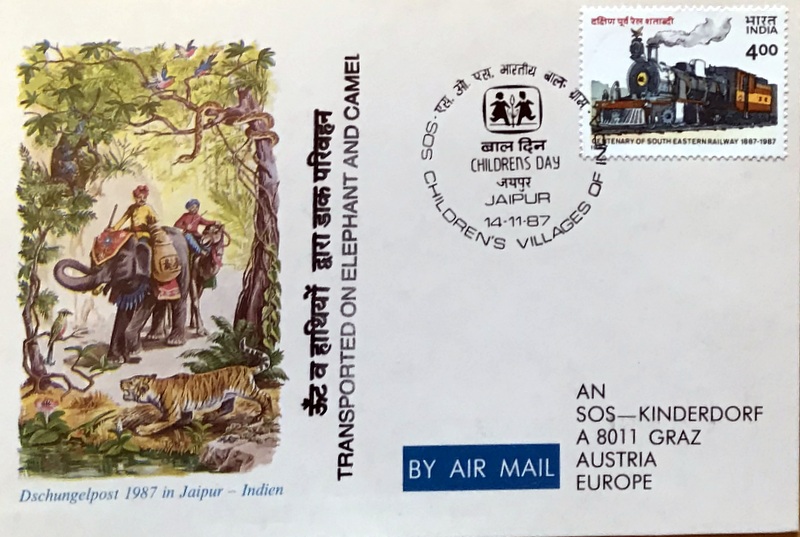 दक्षिण पूर्व रेल शताब्दी
भारत
INDIA
4.00
CENTENARY OF SOUTH EASTERN RAILWAY 1887-1987
एस. ओ. एस. भारतीय बाल- ग्राम
बाल दिन
CHILDRENS DAY
जयपुर
JAIPUR
14-11-87
SOS CHILDREN'S VILLAGES OF IN
ऊँट व हाथियों द्वारा डाक परिवहन
TRANSPORTED ON ELEPHANT AND CAMEL
Dschungelpost 1987 in Jaipur – Indien
BY AIR MAIL
AN
SOS—KINDERDORF
A 8011 GRAZ
AUSTRIA
EUROPE